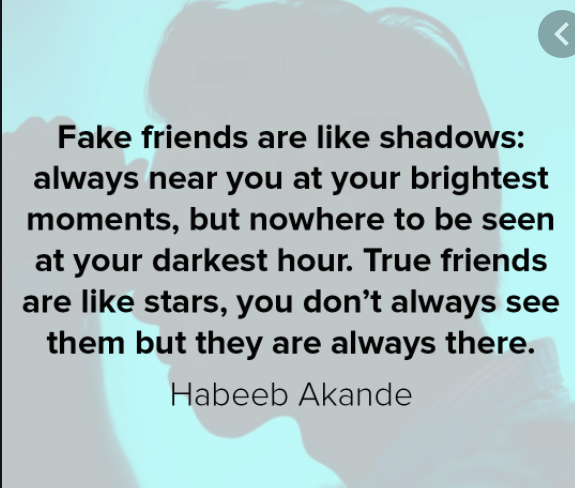 Fake friends are like shadows:
always near you at your brightest
moments, but nowhere to be seen
at your darkest hour. True friends
are like stars, you don’t always see
them but they are always there.
Habeeb Akande